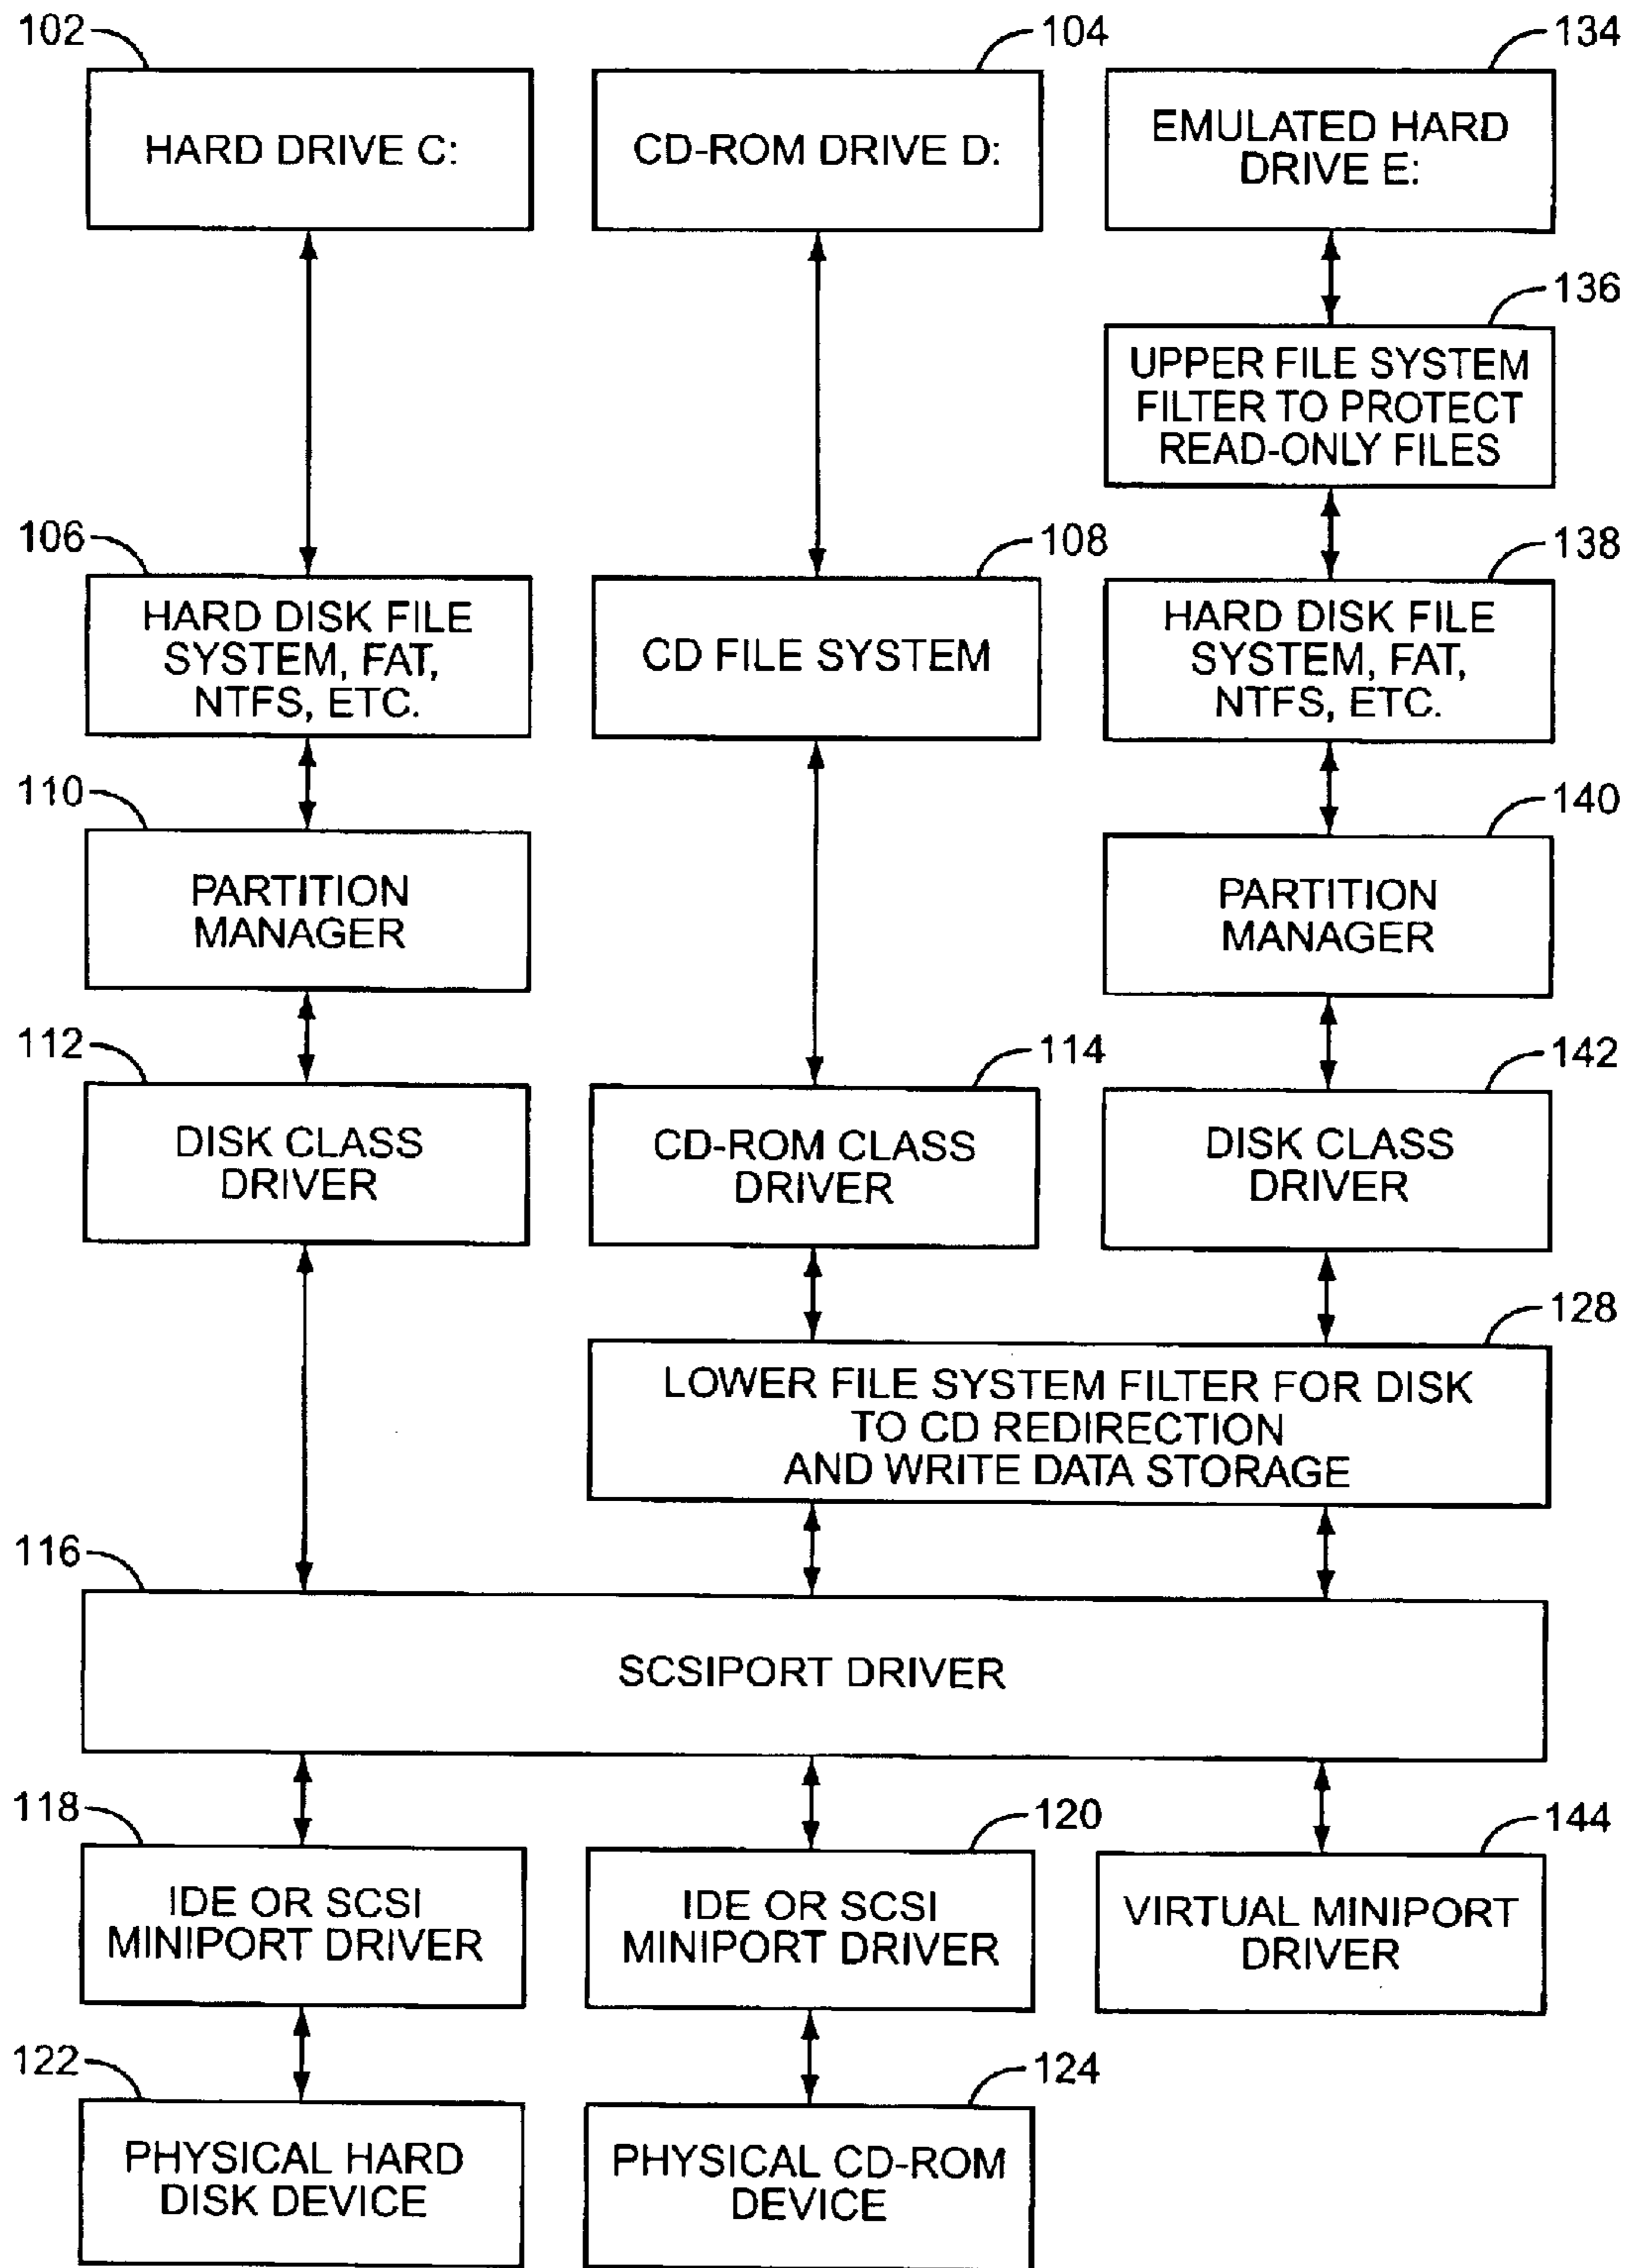 102
104
134
HARD DRIVE C:
CD-ROM DRIVE D:
EMULATED HARD
DRIVE E:
136
UPPER FILE SYSTEM
FILTER TO PROTECT
READ-ONLY FILES
106
108
138
HARD DISK FILE
SYSTEM, FAT,
NTFS, ETC.
CD FILE SYSTEM
HARD DISK FILE
SYSTEM, FAT,
NTFS, ETC.
110
140
PARTITION
MANAGER
PARTITION
MANAGER
112
114
142
DISK CLASS
DRIVER
CD-ROM CLASS
DRIVER
DISK CLASS
DRIVER
128
LOWER FILE SYSTEM FILTER FOR DISK
TO CD REDIRECTION
AND WRITE DATA STORAGE
116
SCSIPORT DRIVER
118
120
144
IDE OR SCSI
MINIPORT DRIVER
IDE OR SCSI
MINIPORT DRIVER
VIRTUAL MINIPORT
DRIVER
122
124
PHYSICAL HARD
DISK DEVICE
PHYSICAL CD-ROM
DEVICE